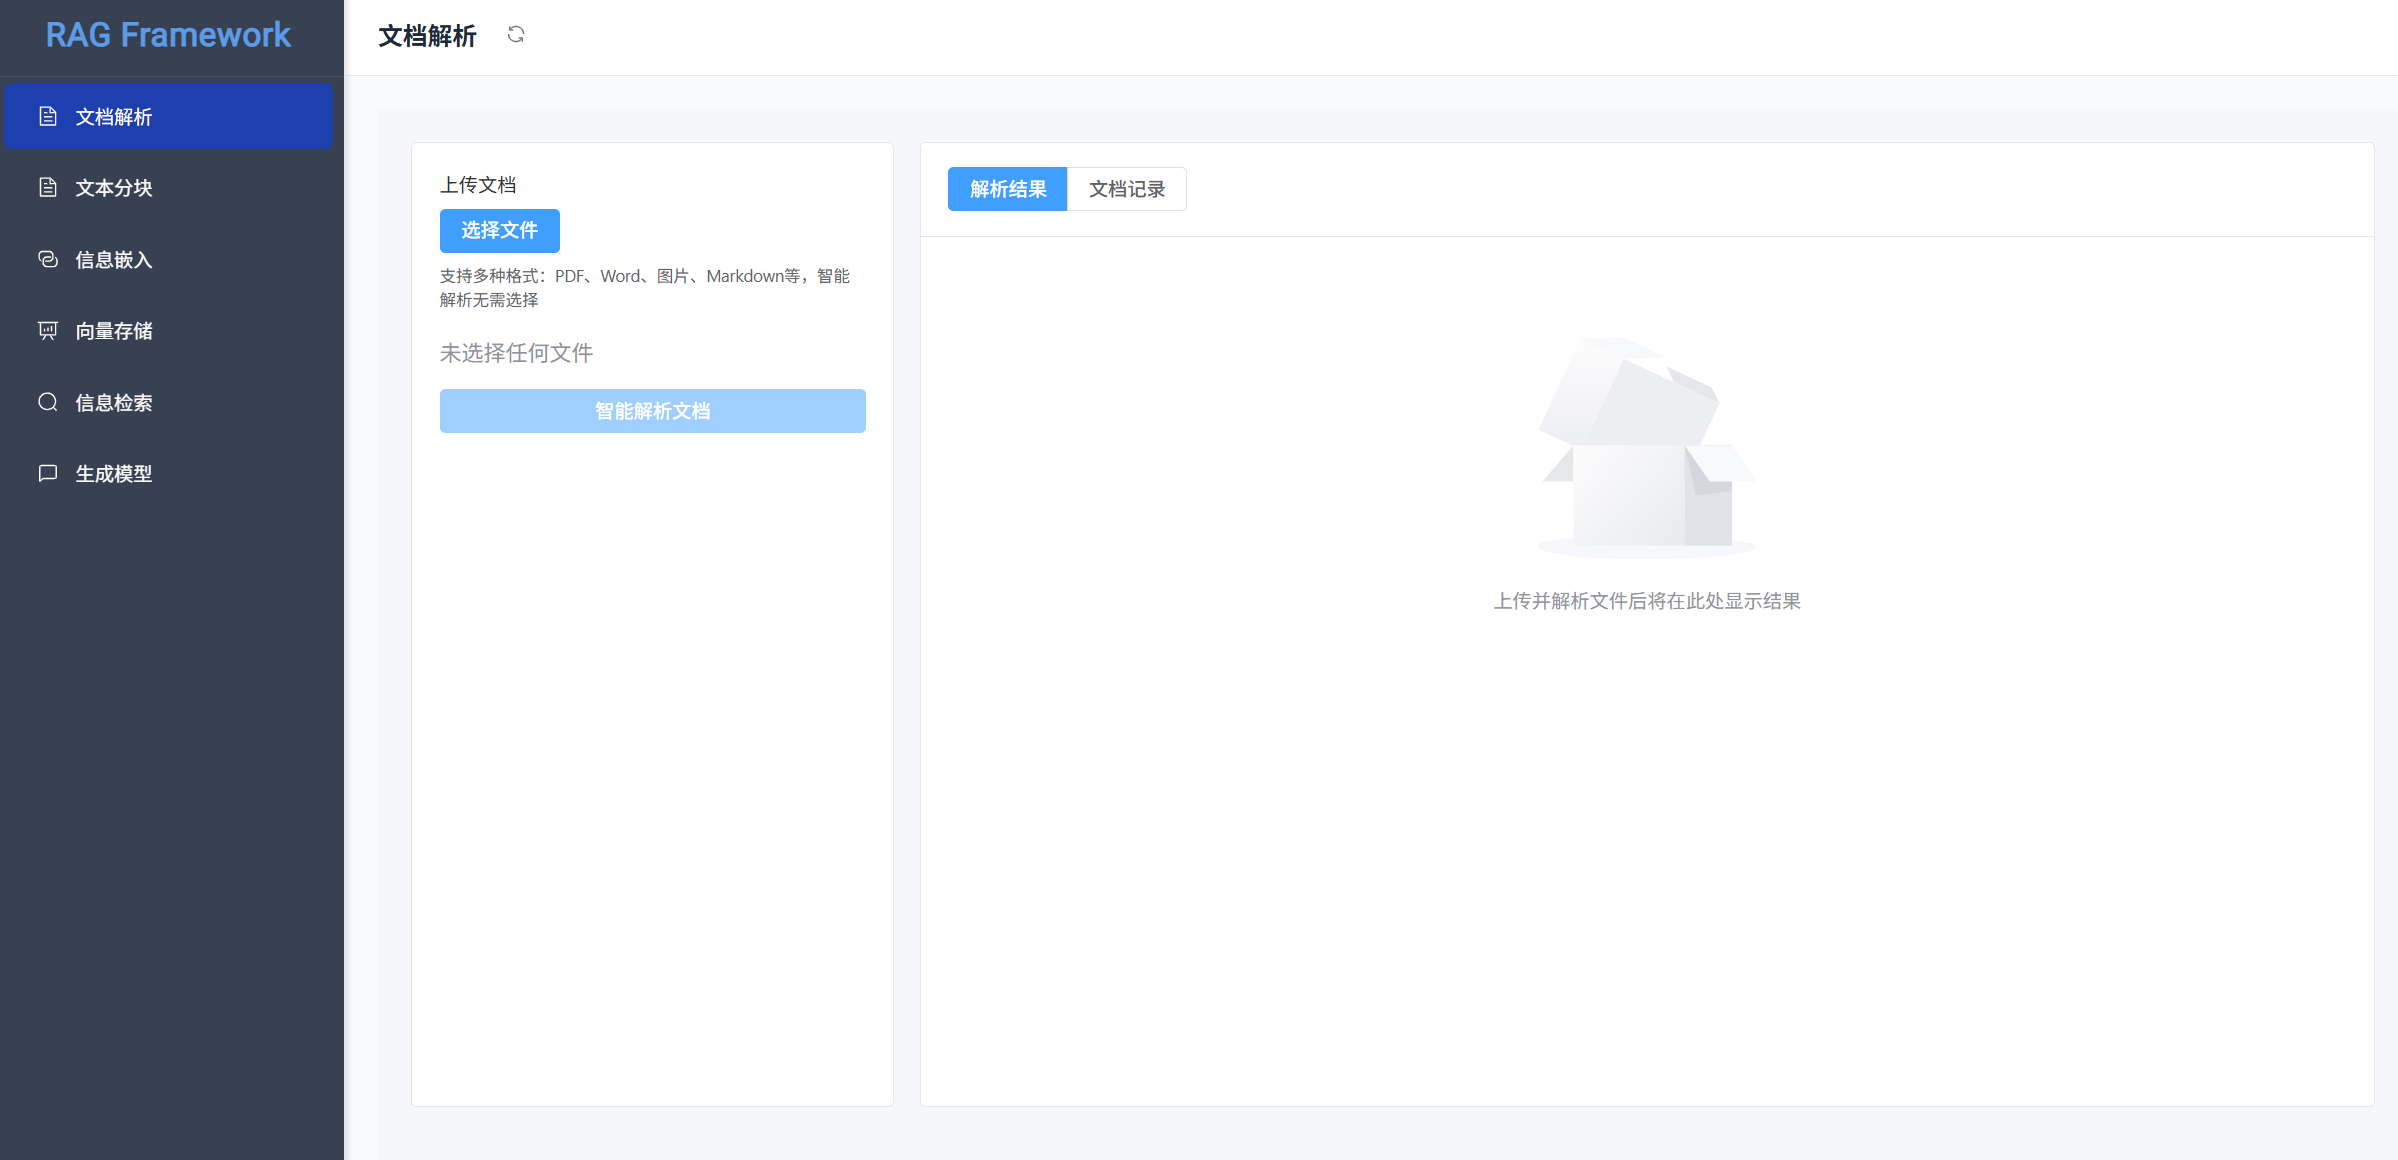 RAG Framework
文档解析
文本分块
信息嵌入
向量存储
信息检索
生成模型
文档解析
上传文档
选择文件
支持多种格式：PDF、Word、图片、Markdown等，智能
解析无需选择
未选择任何文件
智能解析文档
解析结果
文档记录
上传并解析文件后将在此处显示结果